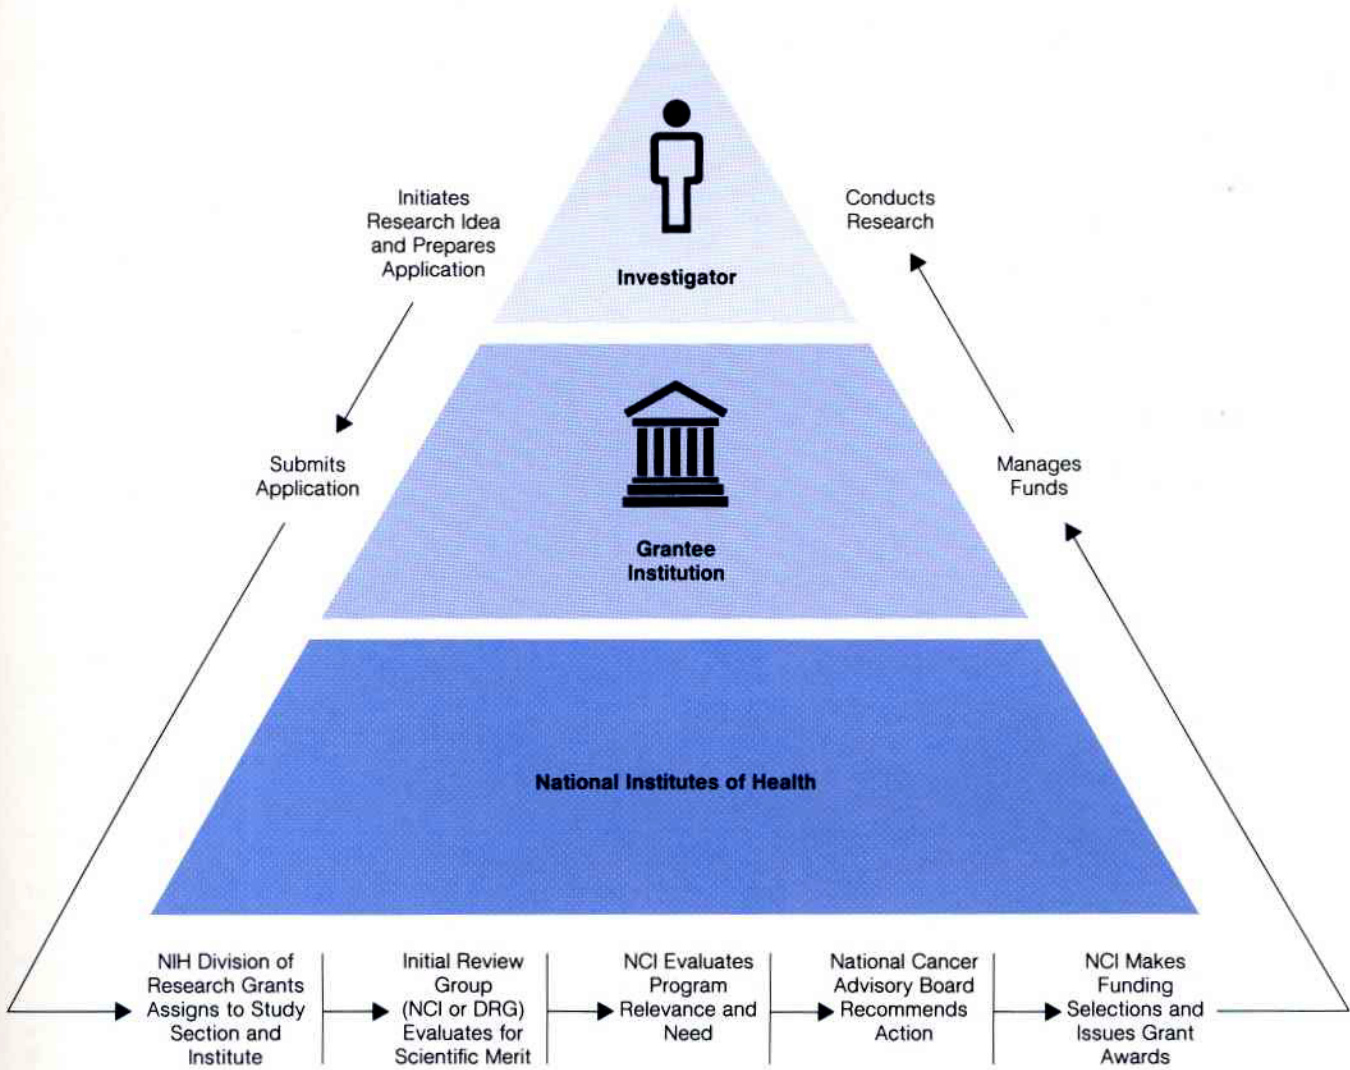 Initiates
Research Idea
and Prepares
Application
Conducts
Research
Investigator
Submits
Application
Manages
Funds
Grantee
Institution
National Institutes of Health
NIH Division of
Research Grants
Assigns to Study
Section and
Institute
Initial Review
Group
(NCI or DRG)
Evaluates for
Scientific Merit
NCI Evaluates
Program
Relevance and
Need
National Cancer
Advisory Board
Recommends
Action
NCI Makes
Funding
Selections and
Issues Grant
Awards